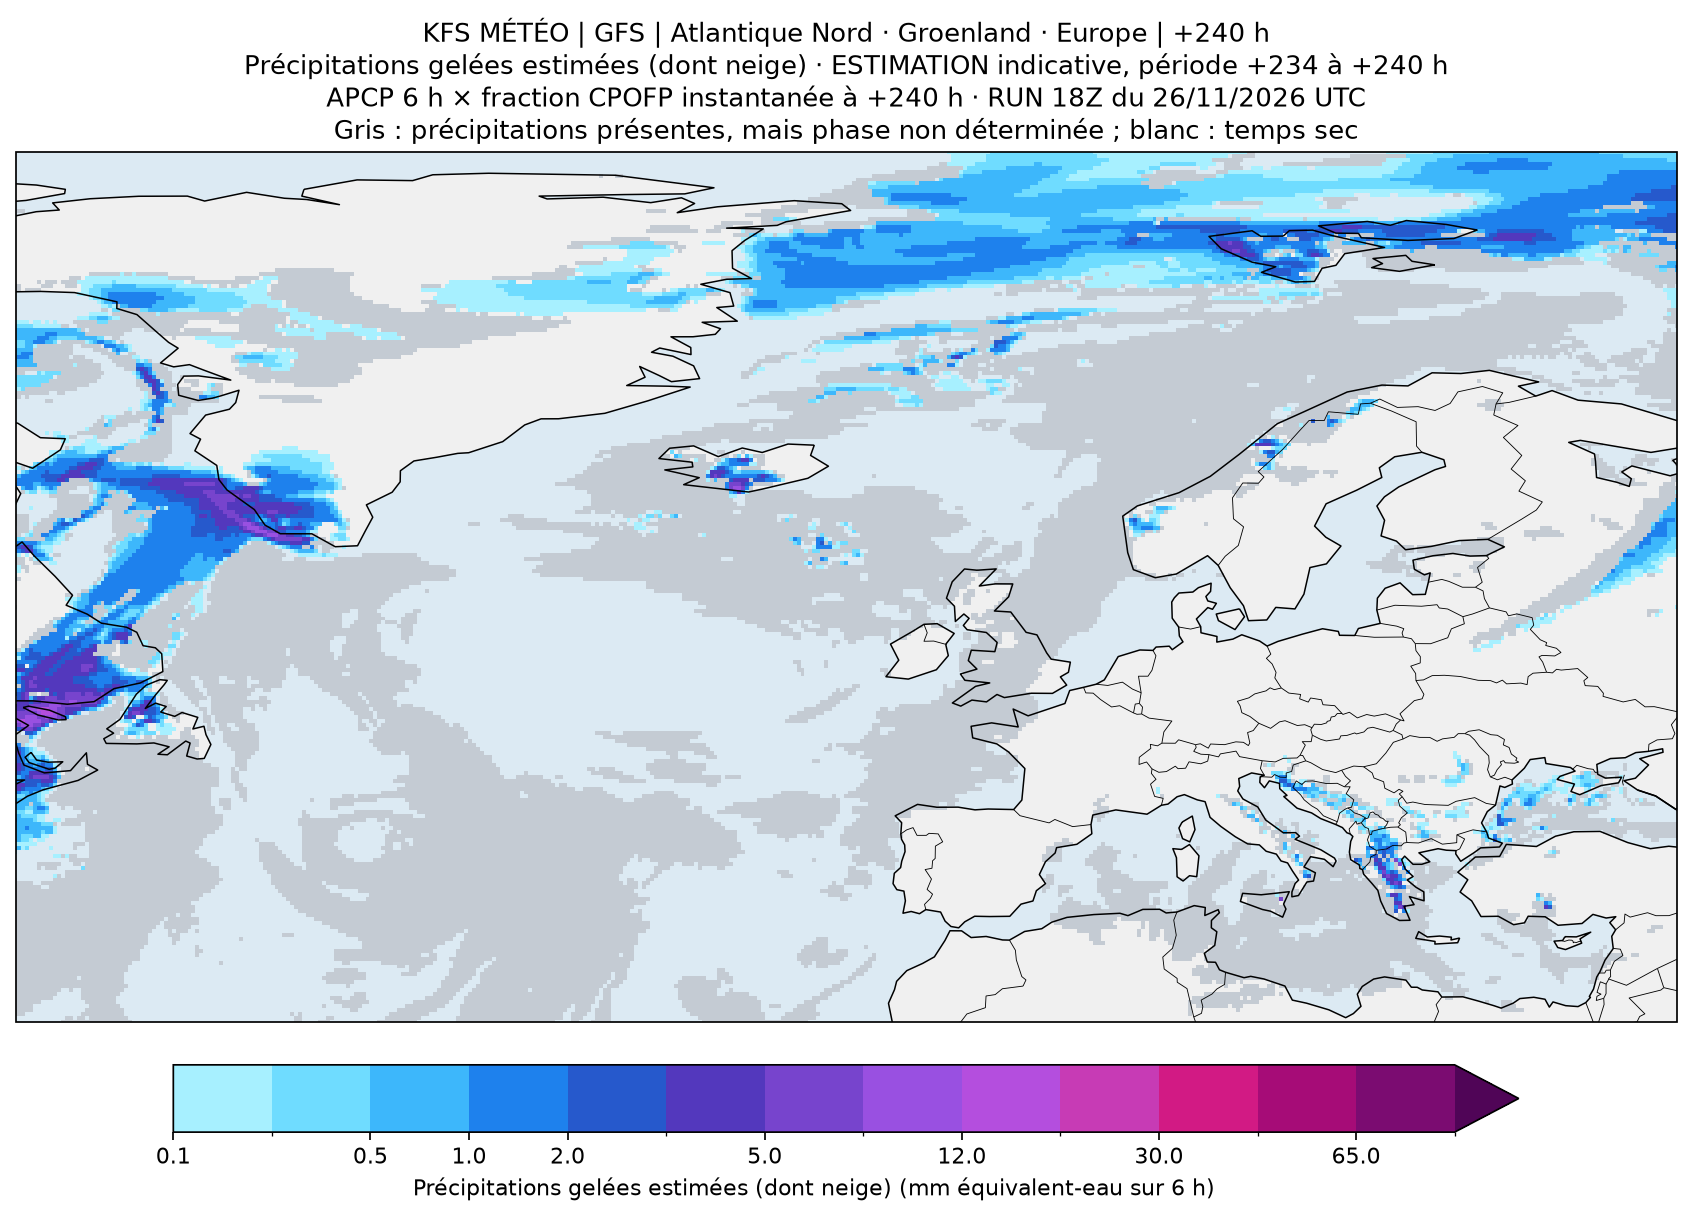 KFS MÉTÉO | GFS | Atlantique Nord · Groenland · Europe | +240 h
Précipitations gelées estimées (dont neige) · ESTIMATION indicative, période +234 à +240 h
APCP 6 h × fraction CPOFP instantanée à +240 h · RUN 18Z du 26/11/2026 UTC
Gris : précipitations présentes, mais phase non déterminée ; blanc : temps sec
0.1 0.5 1.0 2.0 5.0 12.0 30.0 65.0
Précipitations gelées estimées (dont neige) (mm équivalent-eau sur 6 h)